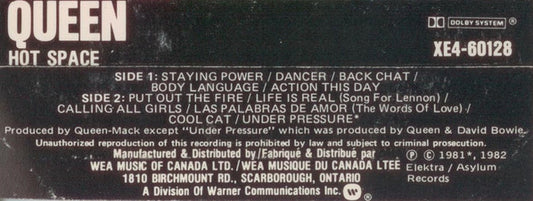 QUEEN
HOT SPACE
DOLBY SYSTEM ®
XE4-60128
SIDE 1: STAYING POWER / DANCER / BACK CHAT /
BODY LANGUAGE / ACTION THIS DAY
SIDE 2: PUT OUT THE FIRE / LIFE IS REAL (Song For Lennon) /
CALLING ALL GIRLS / LAS PALABRAS DE AMOR (The Words Of Love) /
COOL CAT / UNDER PRESSURE*
Produced by Queen-Mack except "Under Pressure" which was produced by Queen & David Bowie.
Unauthorized reproduction of this recording is prohibited by law and subject to criminal prosecution.
Manufactured & Distributed by/Fabriqué & Distribué par
WEA MUSIC OF CANADA LTD. / WEA MUSIQUE DU CANADA LTEÉ
1810 BIRCHMOUNT RD., SCARBOROUGH, ONTARIO
A Division Of Warner Communications Inc.
℗ © 1981*, 1982
Elektra / Asylum
Records